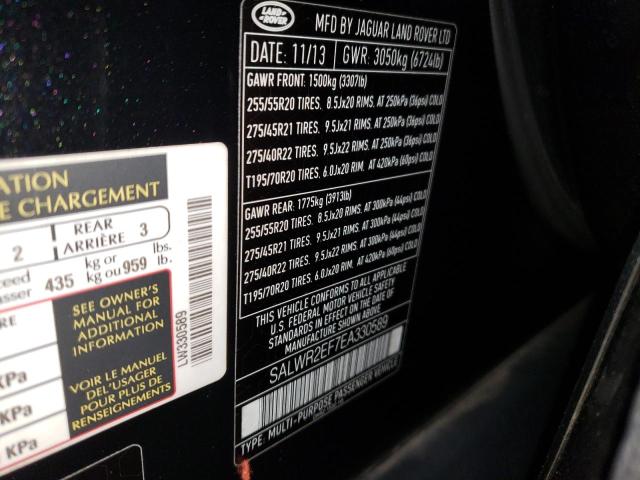 LAND ROVER
MFD BY JAGUAR LAND ROVER LTD
DATE: 11/13 GWR: 3050kg (6724lb)
GAWR FRONT: 1500kg (3307lb)
255/55R20 TIRES. 8.5Jx20 RIMS. AT 250kPa (36psi) COLD
275/45R21 TIRES. 9.5Jx21 RIMS. AT 250kPa (36psi) COLD
275/40R22 TIRES. 9.5Jx22 RIMS. AT 250kPa (36psi) COLD
T195/70R20 TIRES. 6.0Jx20 RIM. AT 420kPa (60psi) COLD
GAWR REAR: 1775kg (3913lb)
255/55R20 TIRES. 8.5Jx20 RIMS. AT 300kPa (44psi) COLD
275/45R21 TIRES. 9.5Jx21 RIMS. AT 300kPa (44psi) COLD
275/40R22 TIRES. 9.5Jx22 RIMS. AT 300kPa (44psi) COLD
T195/70R20 TIRES. 6.0Jx20 RIM. AT 420kPa (60psi) COLD
THIS VEHICLE CONFORMS TO ALL APPLICABLE
U.S. FEDERAL MOTOR VEHICLE SAFETY
STANDARDS IN EFFECT ON THE DATE OF
MANUFACTURE SHOWN ABOVE
SALWR2EF7EA330589
TYPE: MULTI-PURPOSE PASSENGER VEHICLE
ATION
E CHARGEMENT
2 REAR ARRIÈRE 3
435 kg or kg ou 959 lbs. lb.
SEE OWNER'S
MANUAL FOR
ADDITIONAL
INFORMATION
VOIR LE MANUEL
DEL'USAGER
POUR PLUS DE
RENSEIGNEMENTS
KPa
KPa
KPa
LW330589